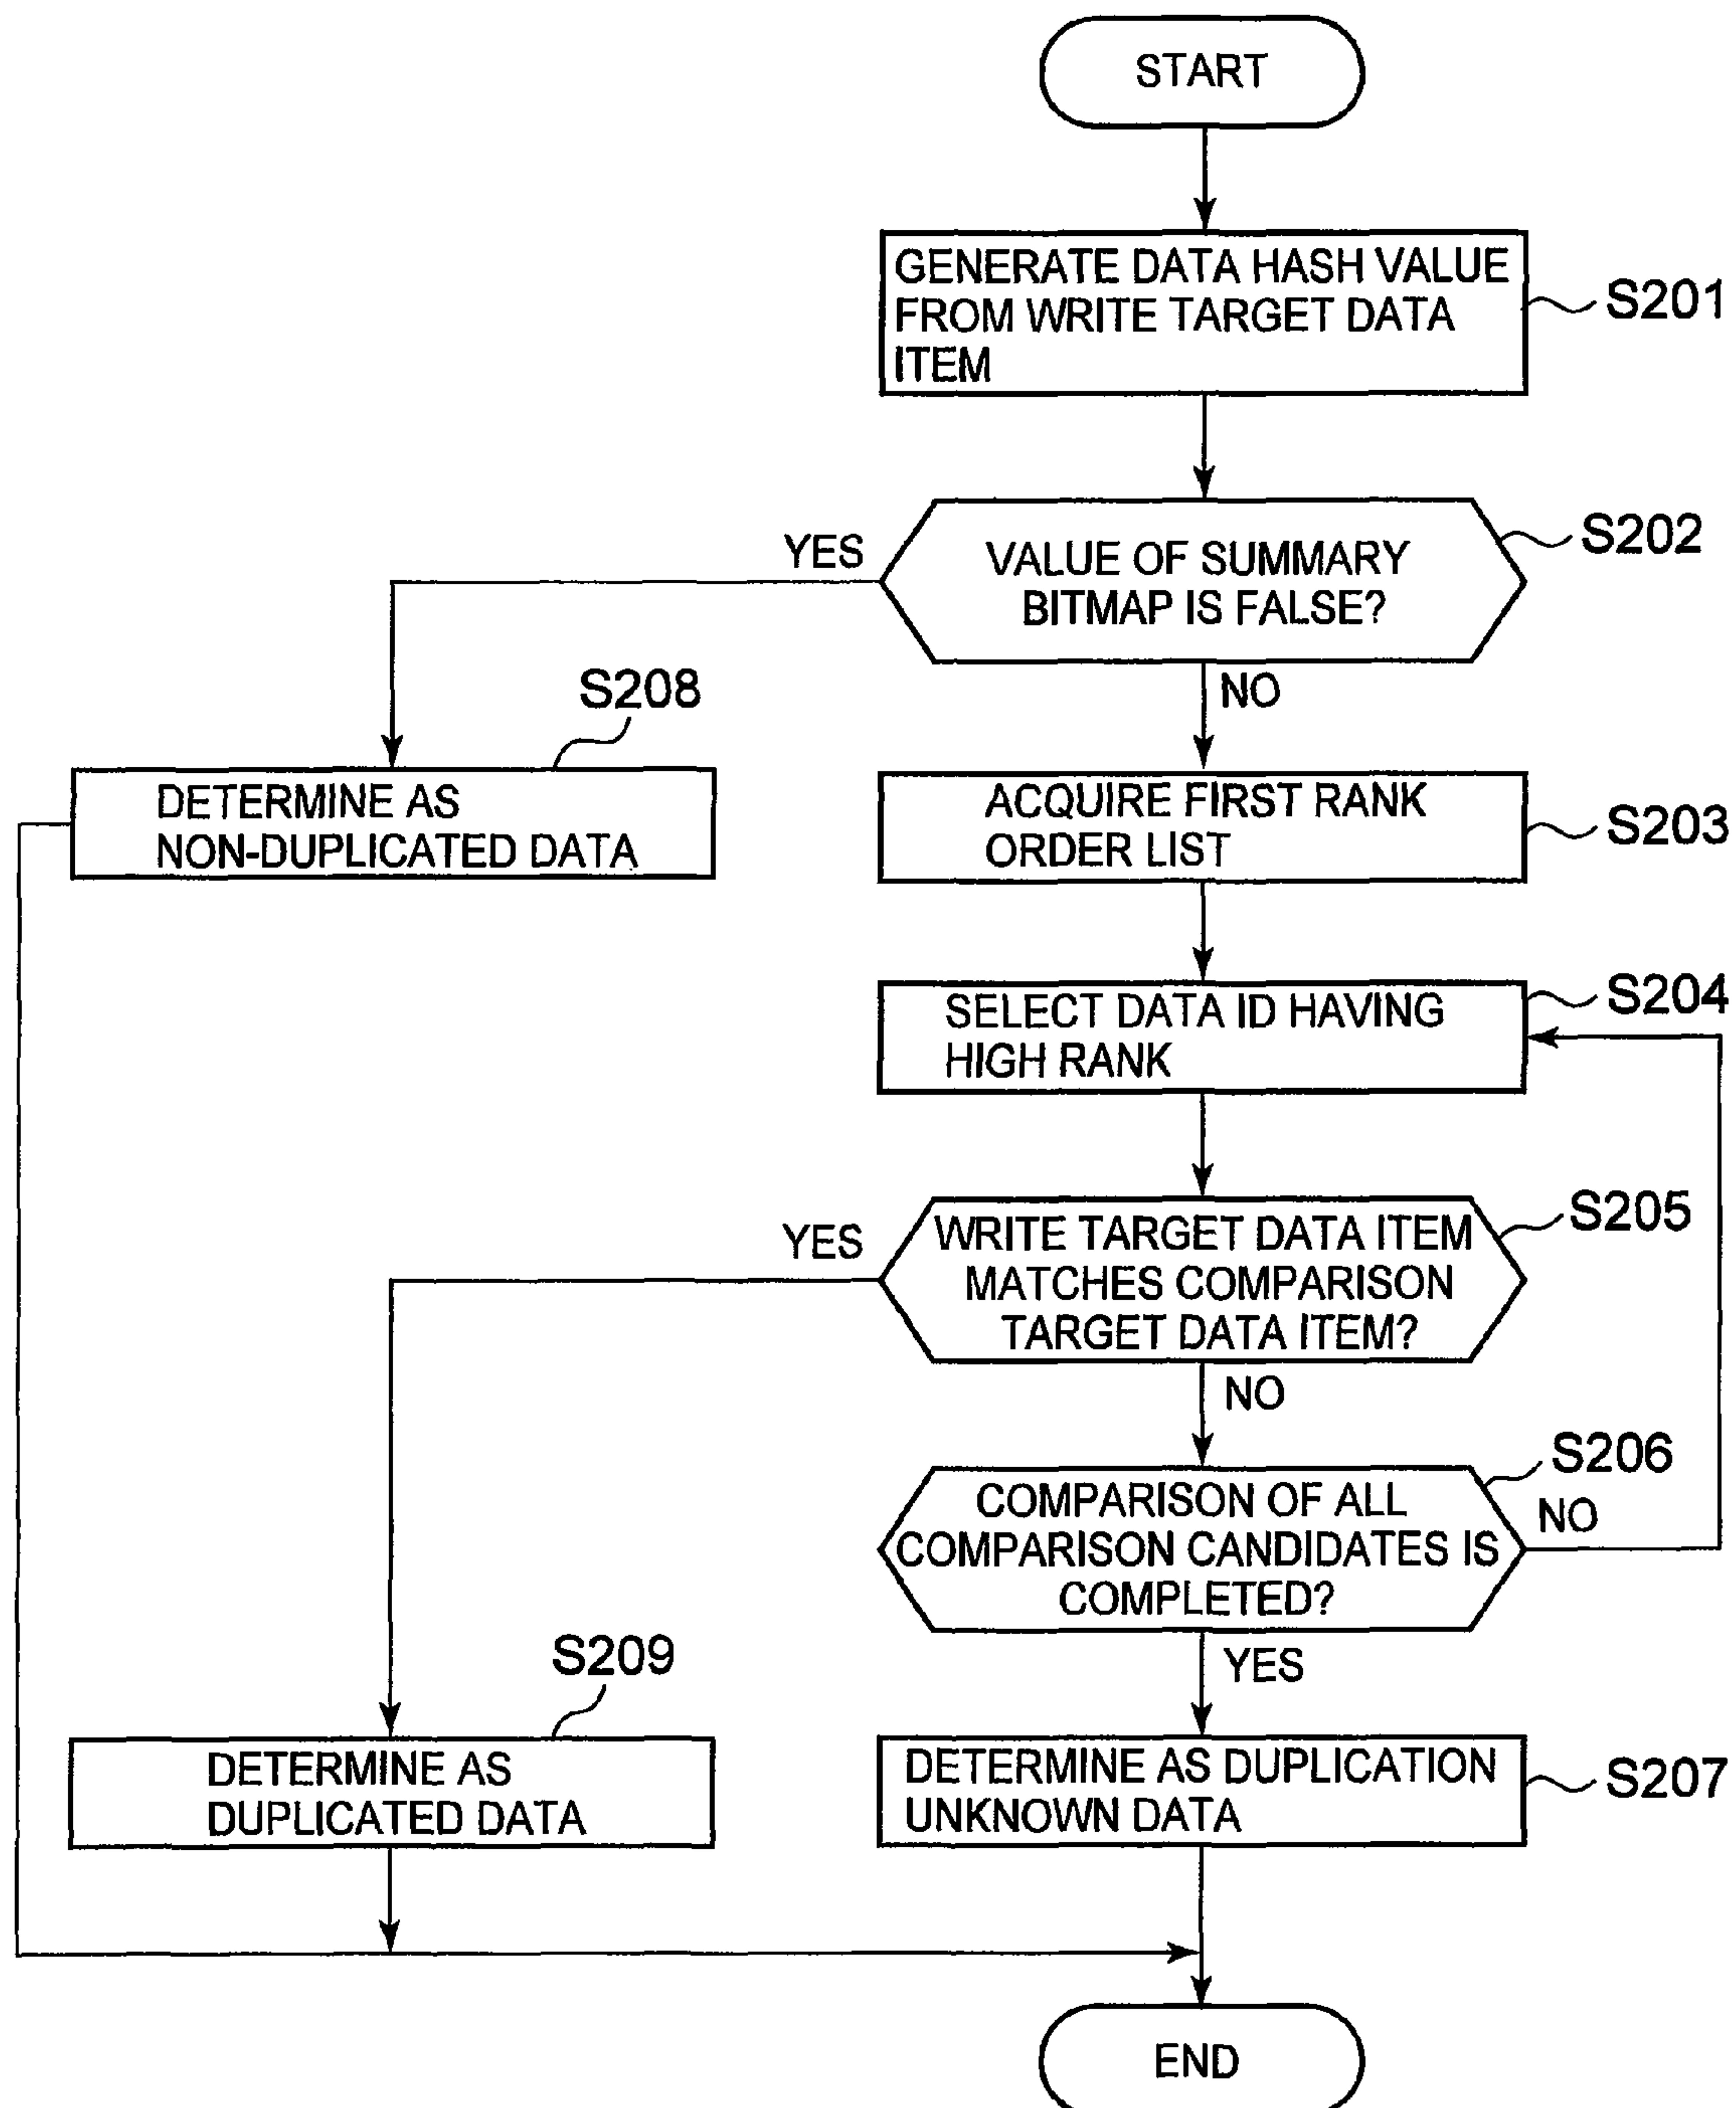 START
GENERATE DATA HASH VALUE
FROM WRITE TARGET DATA
ITEM
S201
VALUE OF SUMMARY
BITMAP IS FALSE?
S202
YES
NO
S208
DETERMINE AS
NON-DUPLICATED DATA
ACQUIRE FIRST RANK
ORDER LIST
S203
SELECT DATA ID HAVING
HIGH RANK
S204
WRITE TARGET DATA ITEM
MATCHES COMPARISON
TARGET DATA ITEM?
S205
YES
NO
COMPARISON OF ALL
COMPARISON CANDIDATES IS
COMPLETED?
S206
NO
YES
S209
DETERMINE AS
DUPLICATED DATA
DETERMINE AS DUPLICATION
UNKNOWN DATA
S207
END